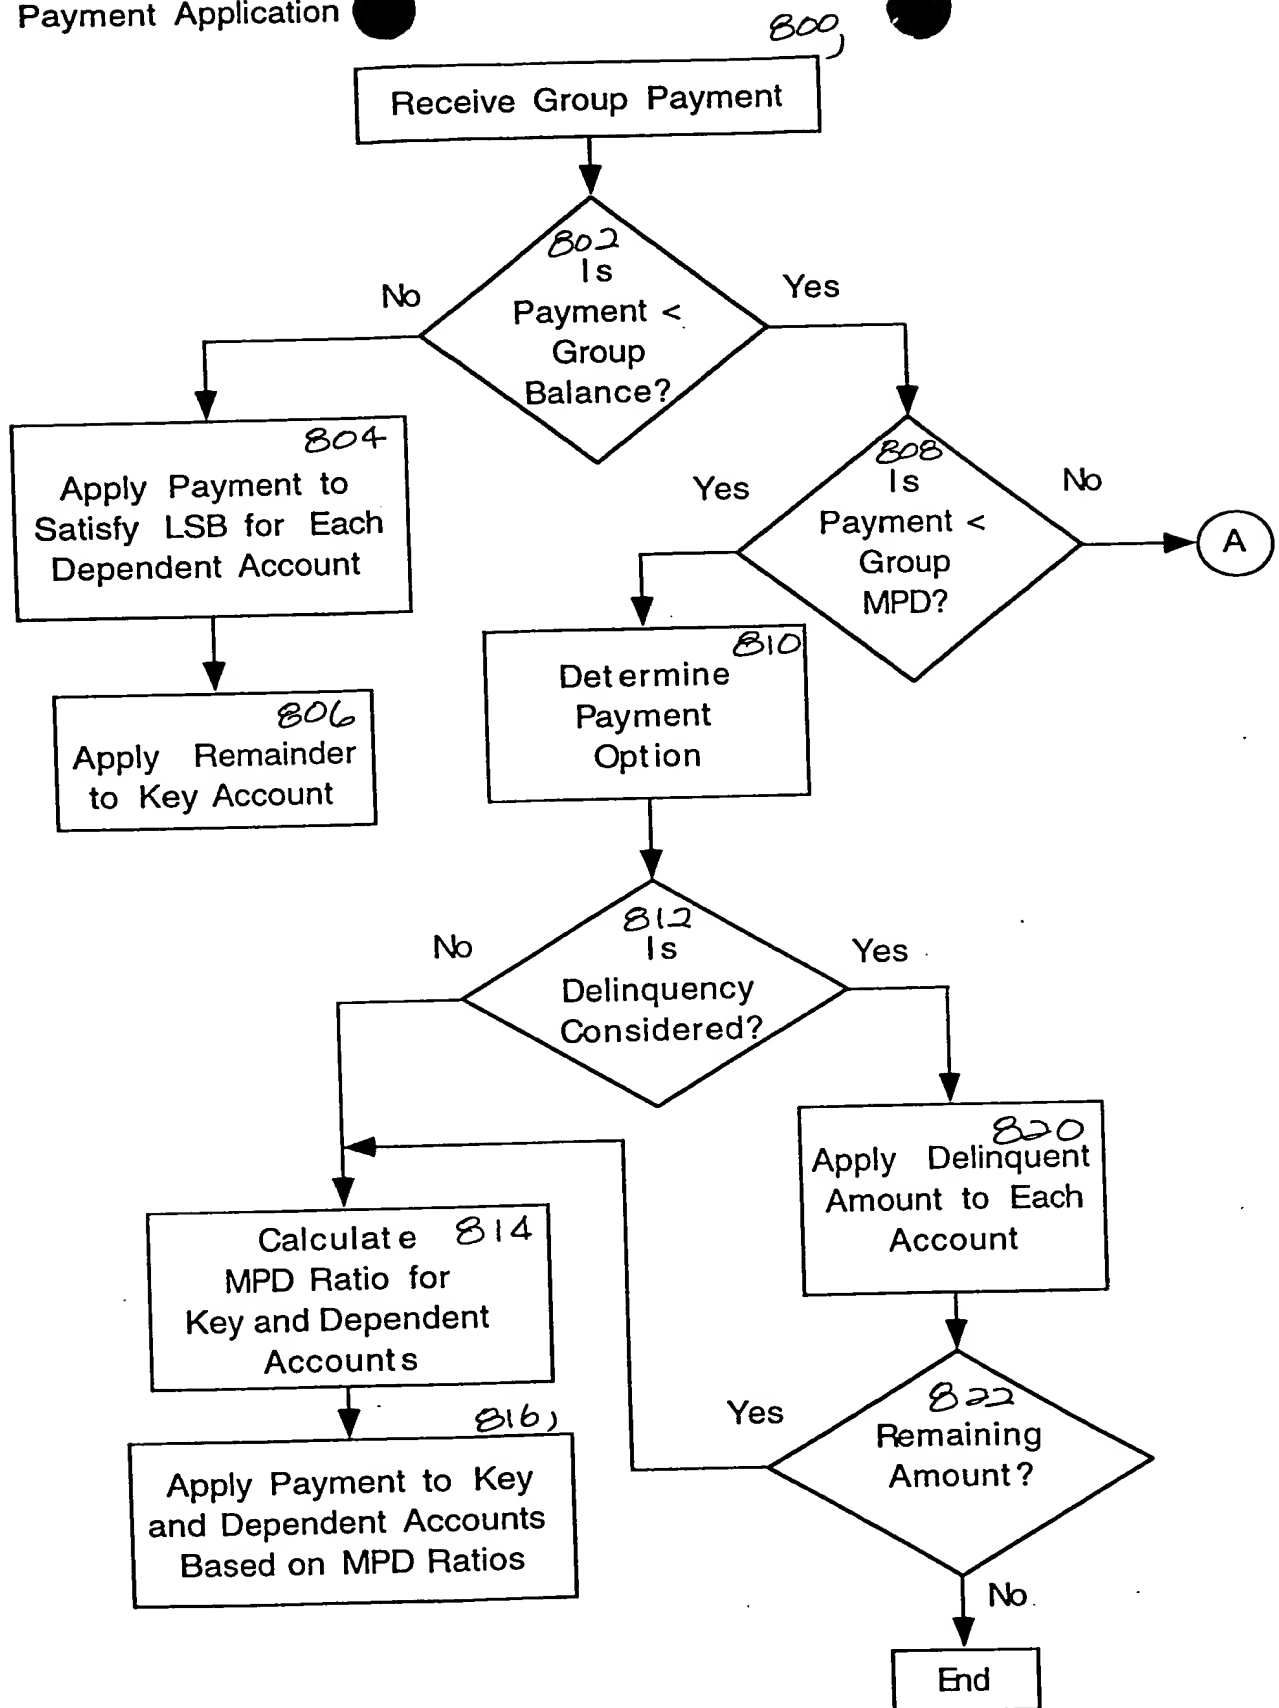 Payment Application
800
Receive Group Payment
802
Is
Payment <
Group
Balance?
No
Yes
804
Apply Payment to
Satisfy LSB for Each
Dependent Account
806
Apply Remainder
to Key Account
808
Is
Payment <
Group
MPD?
Yes
No
A
810
Determine
Payment
Option
812
Is
Delinquency
Considered?
No
Yes
820
Apply Delinquent
Amount to Each
Account
814
Calculate
MPD Ratio for
Key and Dependent
Accounts
816
Apply Payment to Key
and Dependent Accounts
Based on MPD Ratios
822
Remaining
Amount?
Yes
No
End